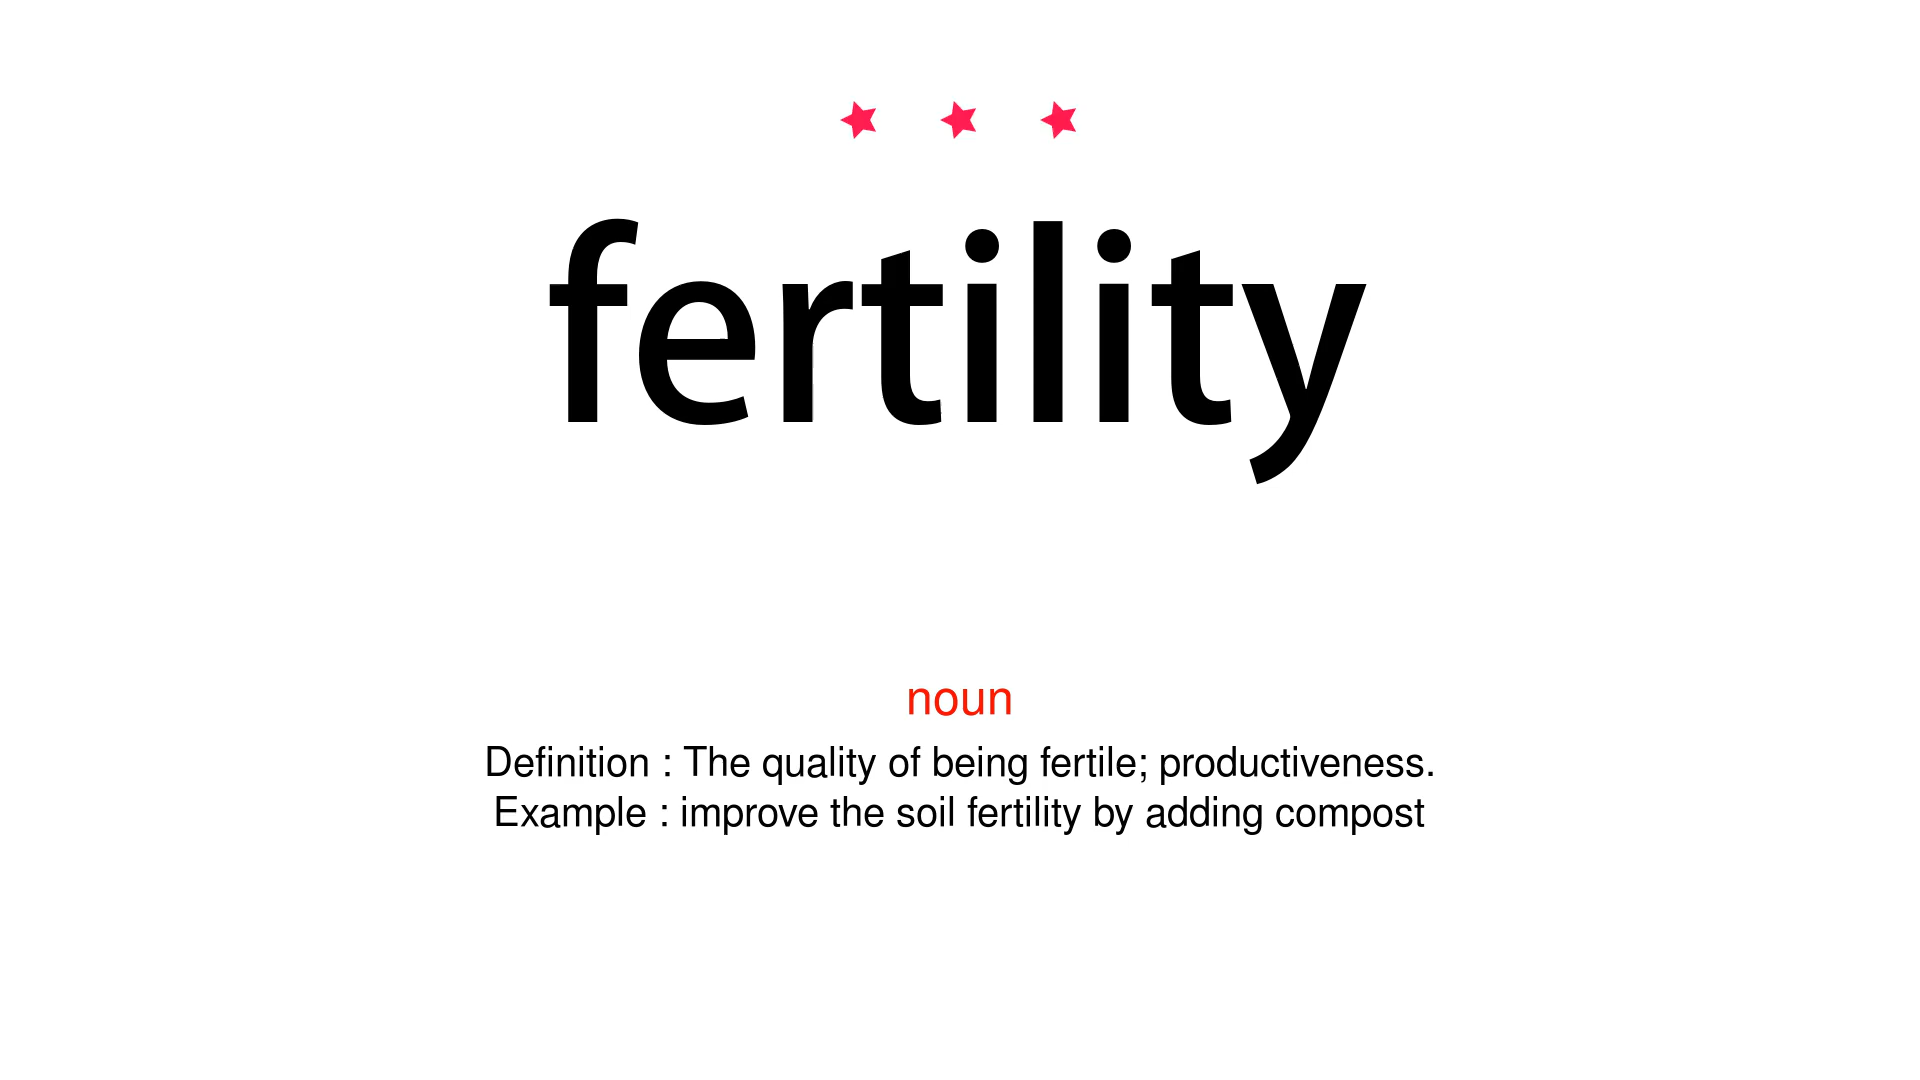 fertility
noun
Definition : The quality of being fertile; productiveness.
Example : improve the soil fertility by adding compost